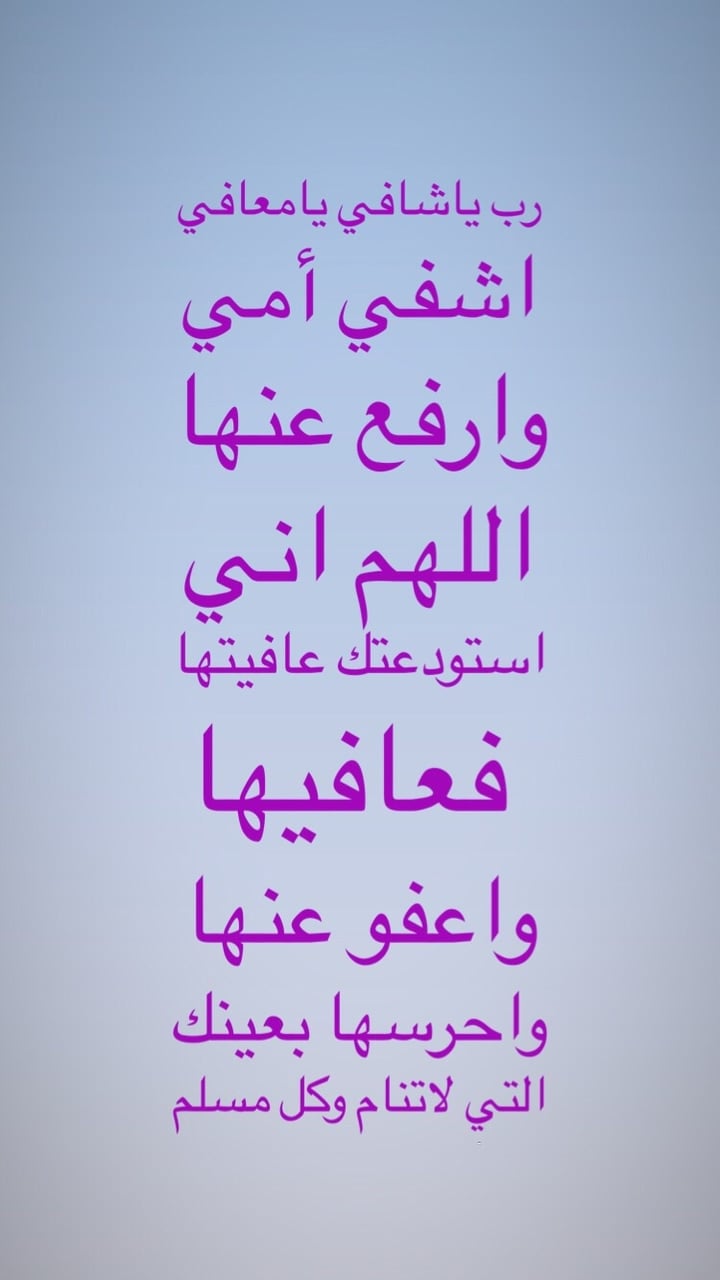 رب ياشافي يامعافي
اشفي أمي
وارفع عنها
اللهم اني
استودعتك عافيتها
فعافيها
واعفو عنها
واحرسها بعينك
التي لاتنام وكل مسلم